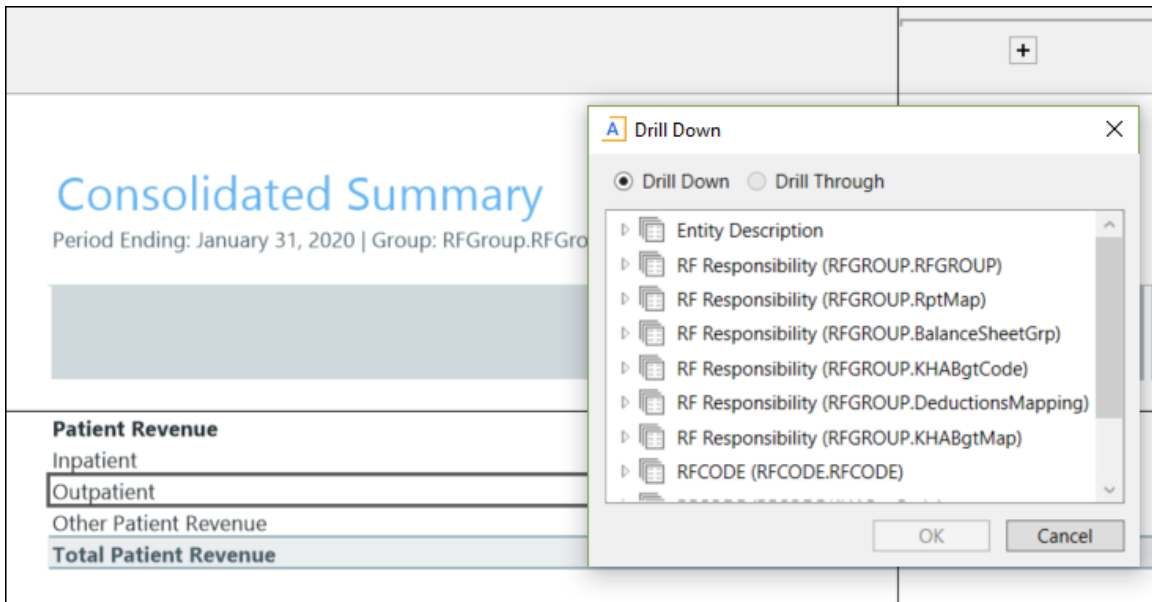 +
A Drill Down
Drill Down Drill Through
Consolidated Summary
Period Ending: January 31, 2020 | Group: RFGroup.RFGro
Entity Description
RF Responsibility (RFGROUP.RFGROUP)
RF Responsibility (RFGROUP.RptMap)
RF Responsibility (RFGROUP.BalanceSheetGrp)
RF Responsibility (RFGROUP.KHABgtCode)
RF Responsibility (RFGROUP.DeductionsMapping)
RF Responsibility (RFGROUP.KHABgtMap)
RFCODE (RFCODE.RFCODE)
OK Cancel
Patient Revenue
Inpatient
Outpatient
Other Patient Revenue
Total Patient Revenue